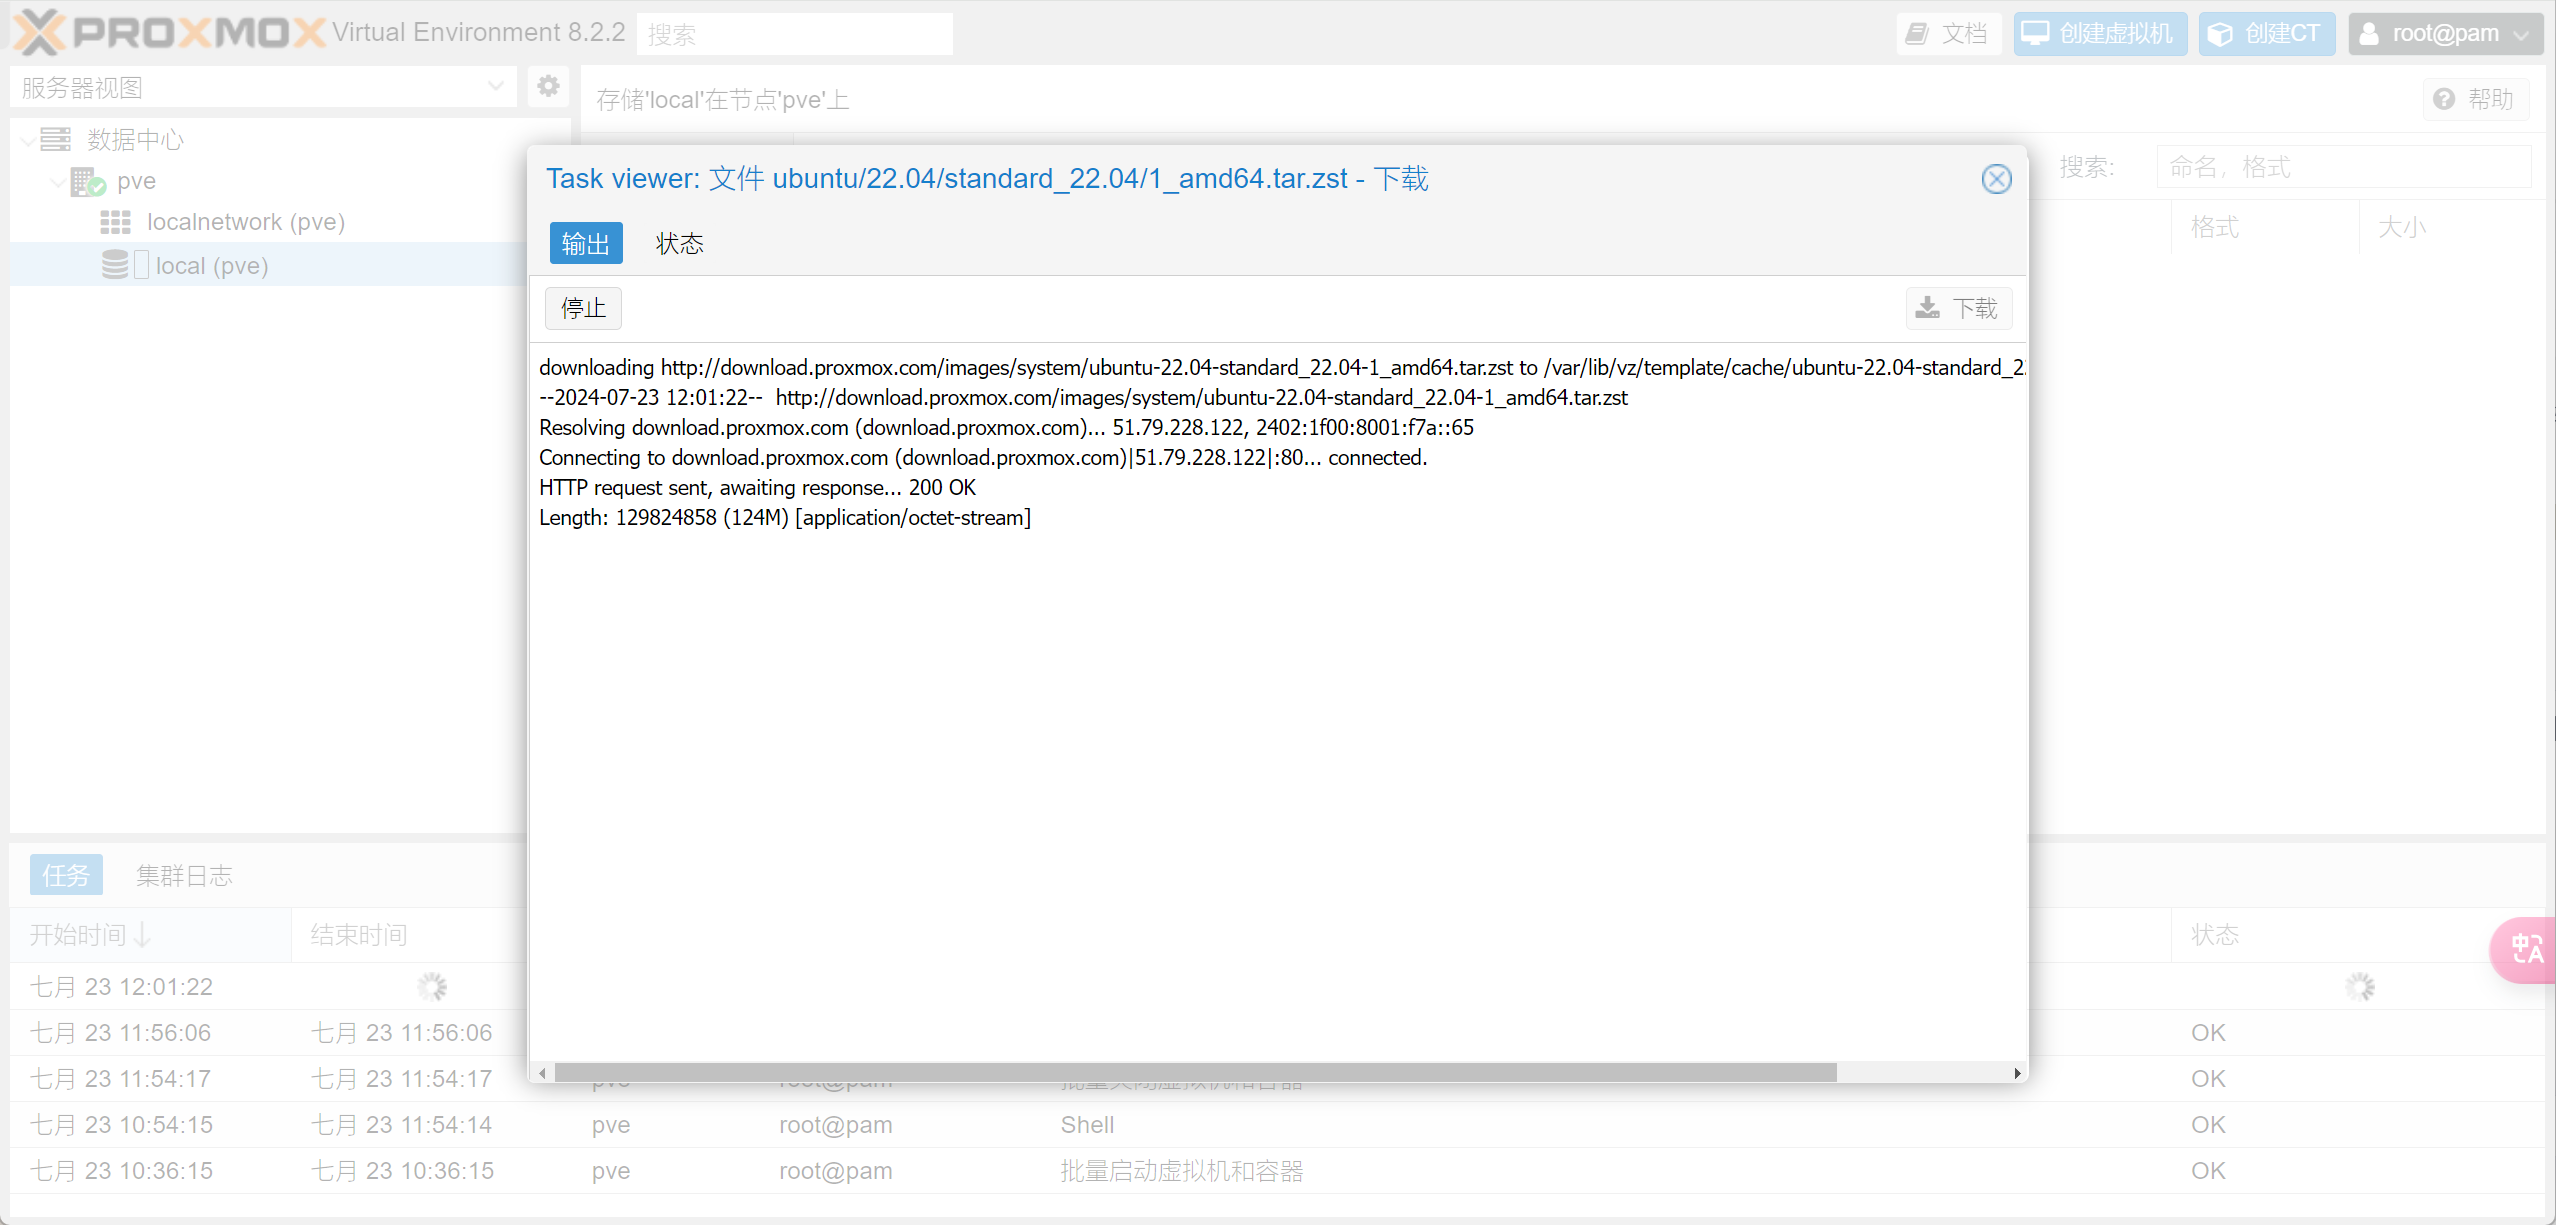 PROXMOX Virtual Environment 8.2.2 搜索 文档 创建虚拟机 创建CT root@pam
服务器视图
存储'local'在节点'pve'上 帮助
数据中心
pve
localnetwork (pve)
local (pve)
搜索: 命名，格式
格式 大小
Task viewer: 文件 ubuntu/22.04/standard_22.04/1_amd64.tar.zst - 下载
输出 状态
停止 下载
downloading http://download.proxmox.com/images/system/ubuntu-22.04-standard_22.04-1_amd64.tar.zst to /var/lib/vz/template/cache/ubuntu-22.04-standard_2
--2024-07-23 12:01:22-- http://download.proxmox.com/images/system/ubuntu-22.04-standard_22.04-1_amd64.tar.zst
Resolving download.proxmox.com (download.proxmox.com)... 51.79.228.122, 2402:1f00:8001:f7a::65
Connecting to download.proxmox.com (download.proxmox.com)|51.79.228.122|:80... connected.
HTTP request sent, awaiting response... 200 OK
Length: 129824858 (124M) [application/octet-stream]
任务 集群日志
开始时间 结束时间 状态
七月 23 12:01:22
七月 23 11:56:06 七月 23 11:56:06 OK
七月 23 11:54:17 七月 23 11:54:17 pve root@pam 批量关闭虚拟机和容器 OK
七月 23 10:54:15 七月 23 11:54:14 pve root@pam Shell OK
七月 23 10:36:15 七月 23 10:36:15 pve root@pam 批量启动虚拟机和容器 OK
中A